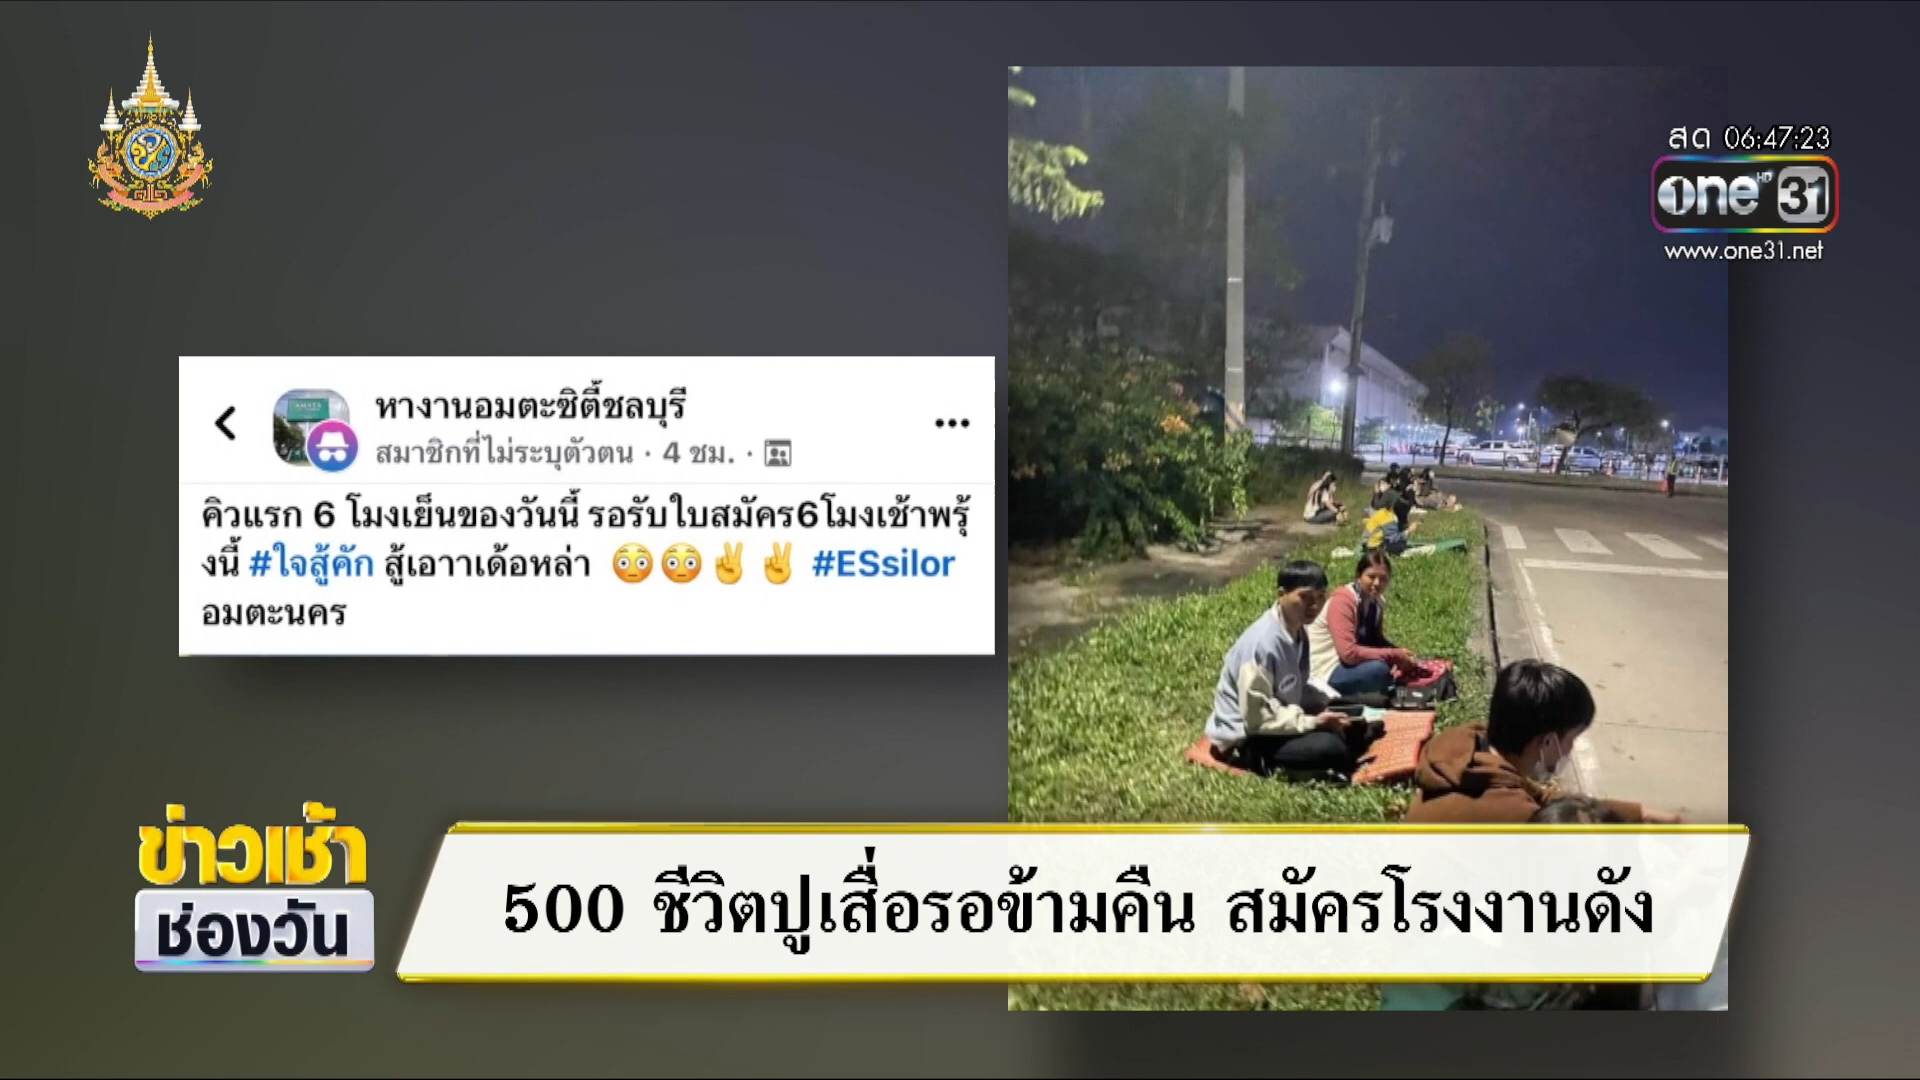 สด 06:47:23
one HD 31
www.one31.net
หางานอมตะซิตี้ชลบุรี
สมาชิกที่ไม่ระบุตัวตน · 4 ชม. ·
คิวแรก 6 โมงเย็นของวันนี้ รอรับใบสมัคร6โมงเช้าพรุ้
งนี้ #ใจสู้คัก สู้เอาาเด้อหล่า 😳😳✌️✌️ #ESsilor
อมตะนคร
ข่าวเช้า
ช่องวัน
500 ชีวิตปูเสื่อรอข้ามคืน สมัครโรงงานดัง